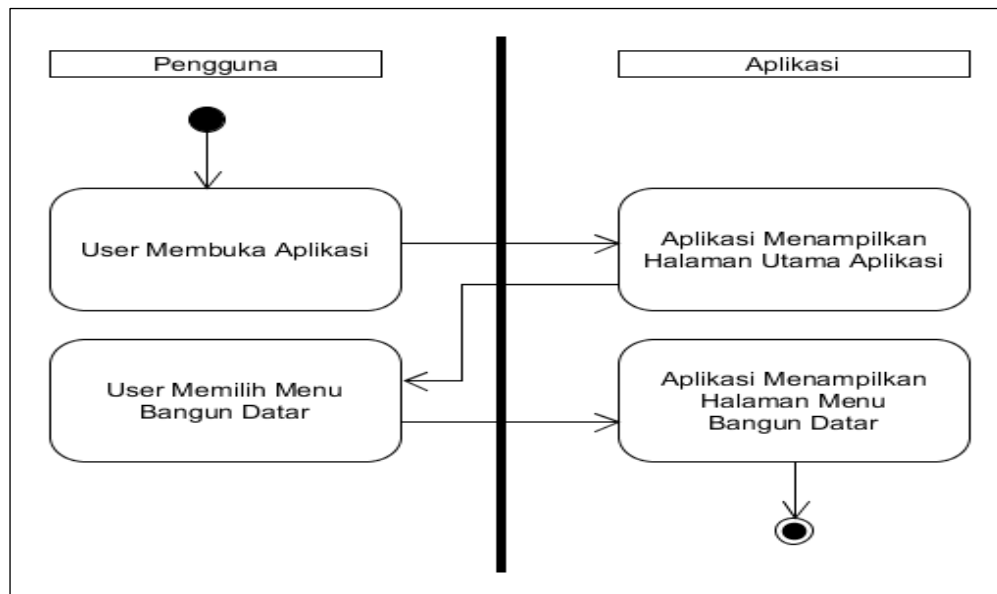 Pengguna
Aplikasi
User Membuka Aplikasi
Aplikasi Menampilkan
Halaman Utama Aplikasi
User Memilih Menu
Bangun Datar
Aplikasi Menampilkan
Halaman Menu
Bangun Datar